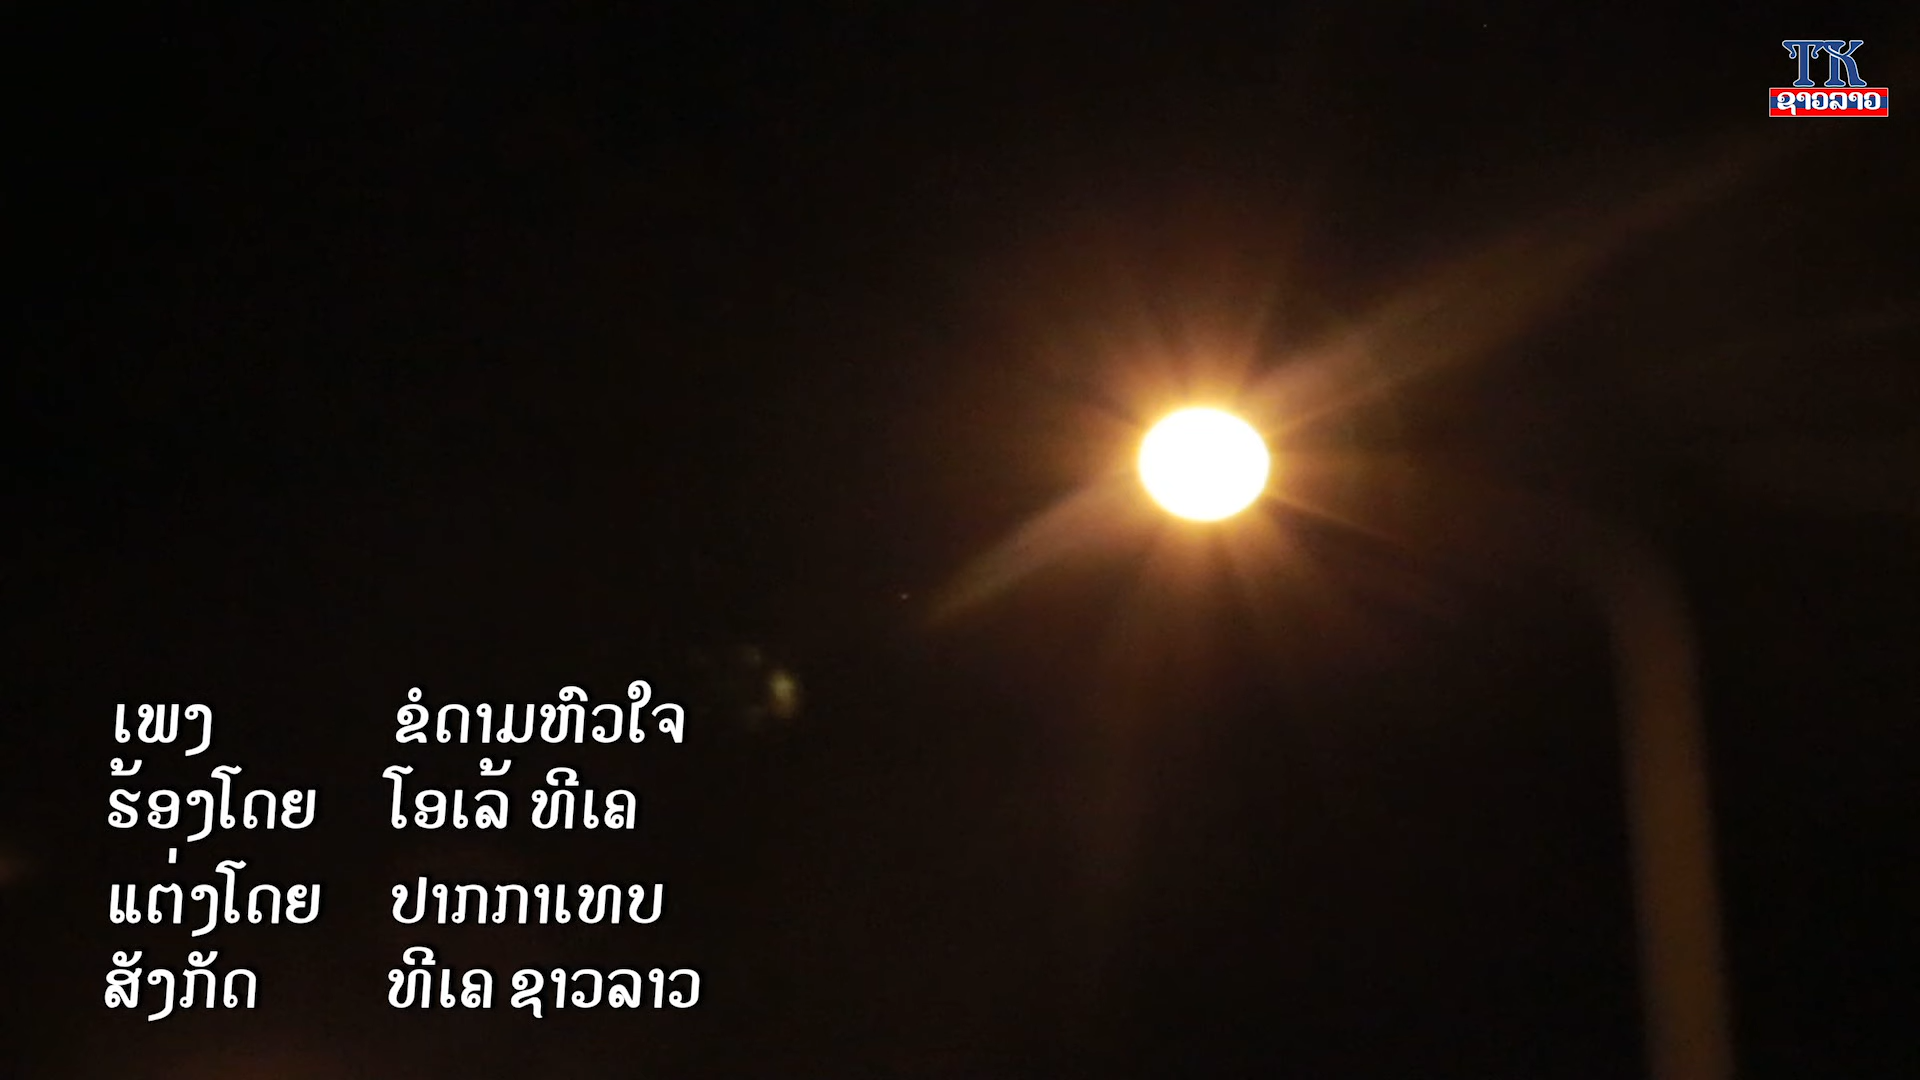 TK
ຊາວລາວ
ເພງ ຂໍດາມຫົວໃຈ
ຮ້ອງໂດຍ ໂອເລ້ ທີເຄ
ແຕ່ງໂດຍ ປາກກາເທບ
ສັງກັດ ທີເຄ ຊາວລາວ